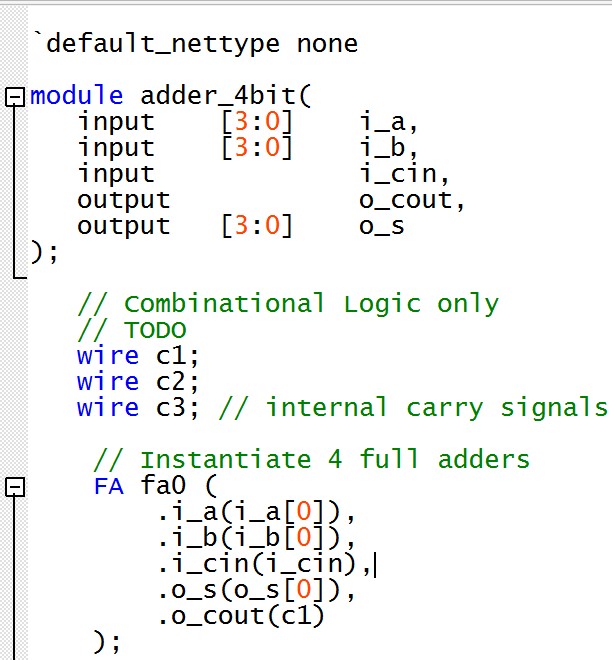 `default_nettype none
module adder_4bit(
input [3:0] i_a,
input [3:0] i_b,
input i_cin,
output o_cout,
output [3:0] o_s
);
// Combinational Logic only
// TODO
wire c1;
wire c2;
wire c3; // internal carry signals
// Instantiate 4 full adders
FA fa0 (
.i_a(i_a[0]),
.i_b(i_b[0]),
.i_cin(i_cin),
.o_s(o_s[0]),
.o_cout(c1)
);